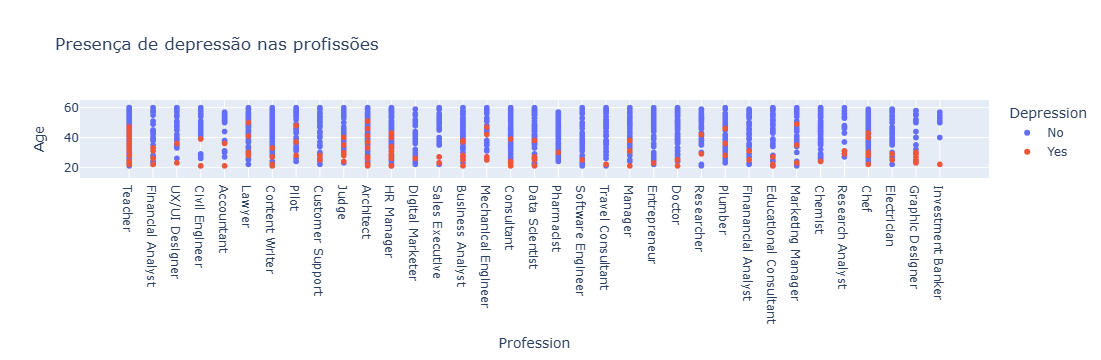 Presença de depressão nas profissões
Age
60
40
20
Teacher
Financial Analyst
UX/UI Designer
Civil Engineer
Accountant
Lawyer
Content Writer
Pilot
Customer Support
Judge
Architect
HR Manager
Digital Marketer
Sales Executive
Business Analyst
Mechanical Engineer
Consultant
Data Scientist
Pharmacist
Software Engineer
Travel Consultant
Manager
Entrepreneur
Doctor
Researcher
Plumber
Finanancial Analyst
Educational Consultant
Marketing Manager
Chemist
Research Analyst
Chef
Electrician
Graphic Designer
Investment Banker
Profession
Depression
No
Yes